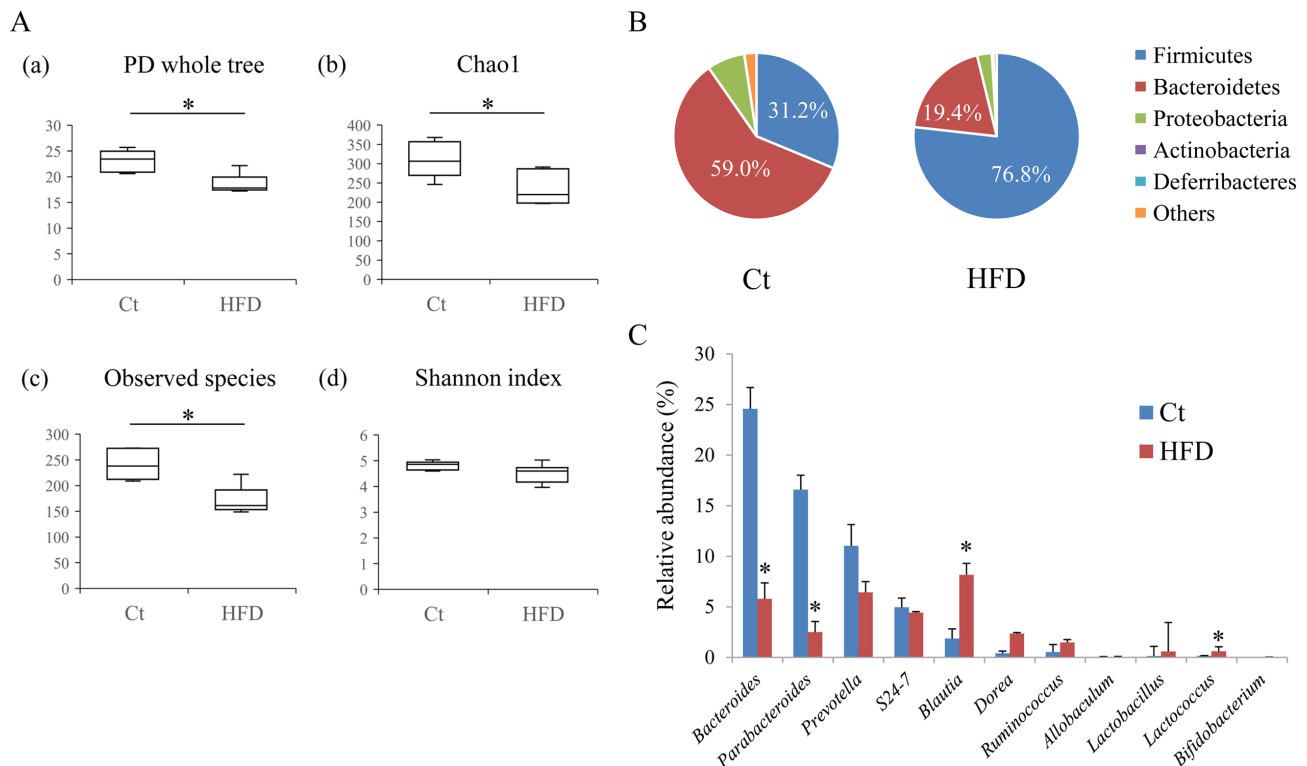 A
(a) PD whole tree
*
30
25
20
15
10
5
0
Ct HFD
(b) Chao1
*
400
350
300
250
200
150
100
50
0
Ct HFD
(c) Observed species
*
300
250
200
150
100
50
0
Ct HFD
(d) Shannon index
6
5
4
3
2
1
0
Ct HFD
B
31.2%
59.0%
Ct
19.4%
76.8%
HFD
Firmicutes
Bacteroidetes
Proteobacteria
Actinobacteria
Deferribacteres
Others
C
Relative abundance (%)
30
25
20
15
10
5
0
Ct
HFD
*
*
*
*
Bacteroides
Parabacteroides
Prevotella
S24-7
Blautia
Dorea
Ruminococcus
Allobaculum
Lactobacillus
Lactococcus
Bifidobacterium